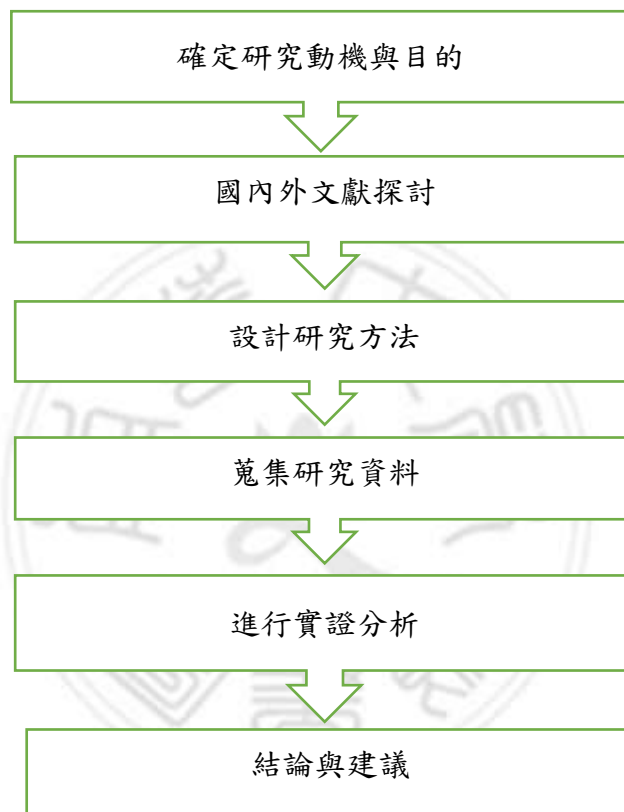 確定研究動機與目的
國內外文獻探討
設計研究方法
蒐集研究資料
進行實證分析
結論與建議